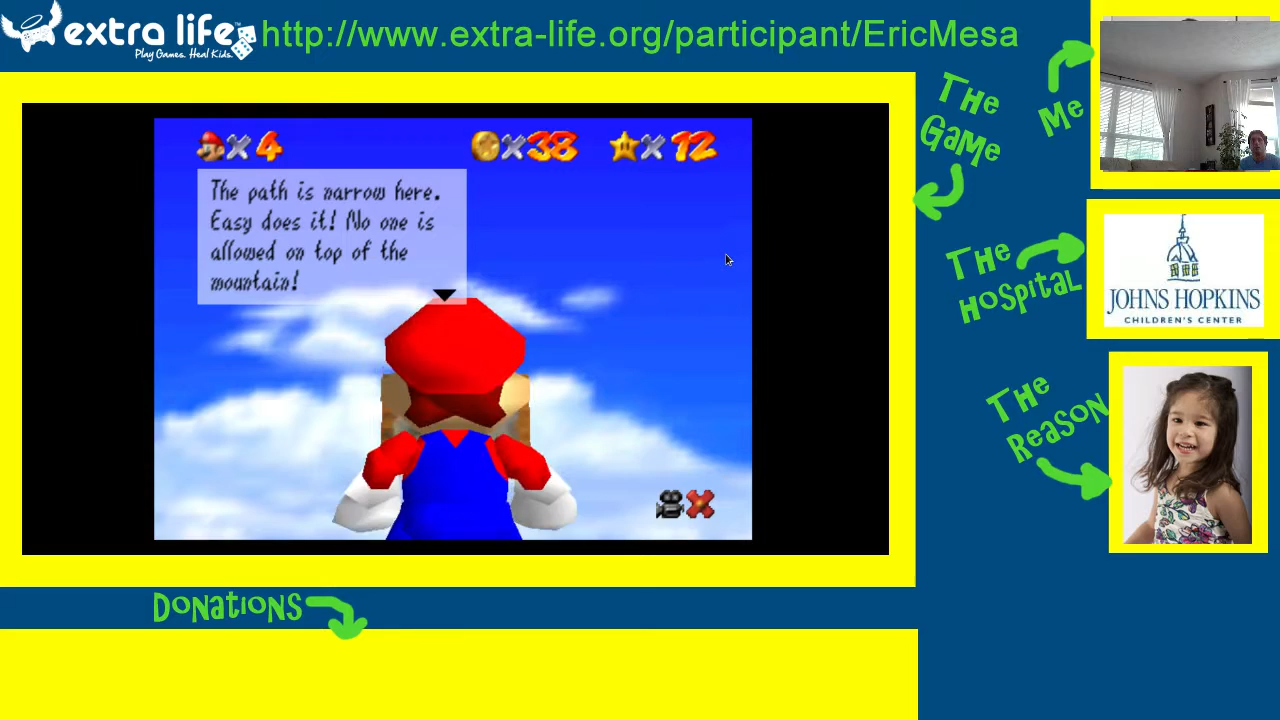 extra life
Play Games. Heal Kids.
http://www.extra-life.org/participant/EricMesa
x 4
x 38
x 12
The path is narrow here.
Easy does it! No one is
allowed on top of the
mountain!
The
Game
Me
The
Hospital
JOHNS HOPKINS
CHILDREN'S CENTER
The
Reason
Donations